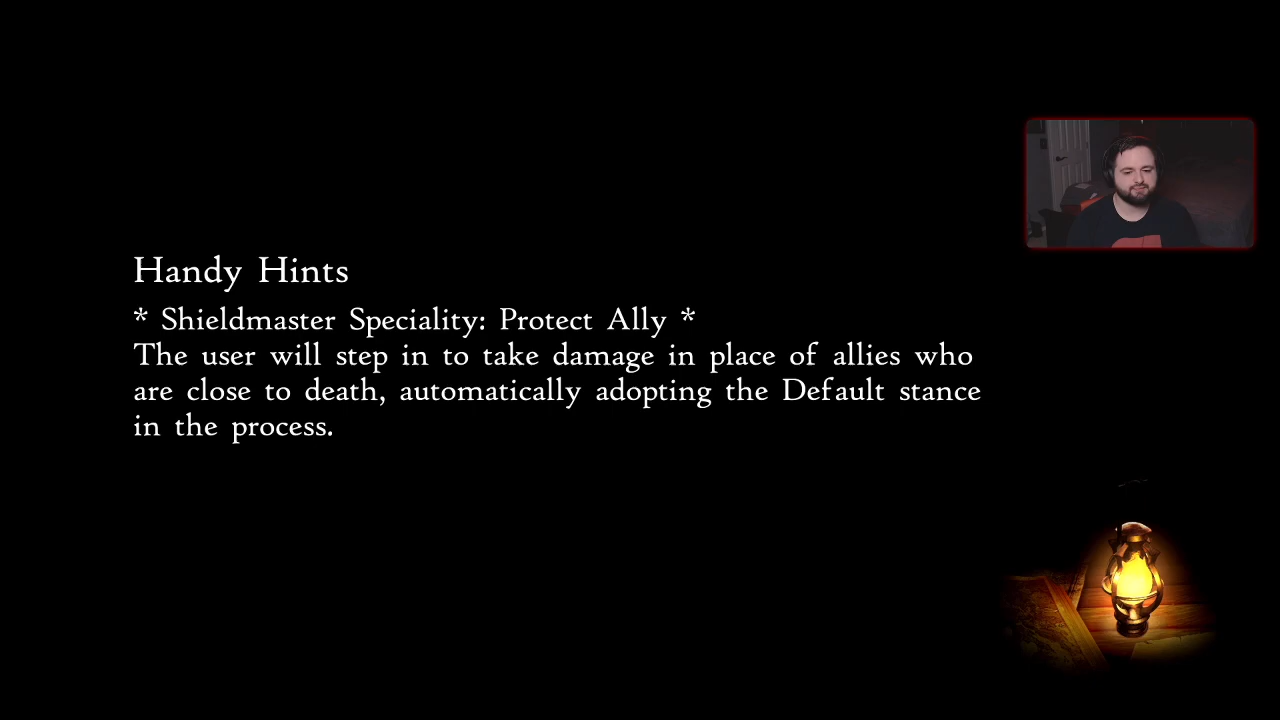 Handy Hints
* Shieldmaster Speciality: Protect Ally *
The user will step in to take damage in place of allies who
are close to death, automatically adopting the Default stance
in the process.